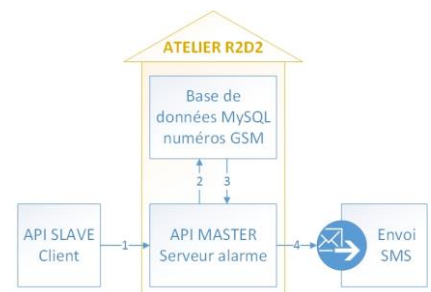 ATELIER R2D2
Base de
données MySQL
numéros GSM
2
3
API SLAVE
Client
1
API MASTER
Serveur alarme
4
Envoi
SMS